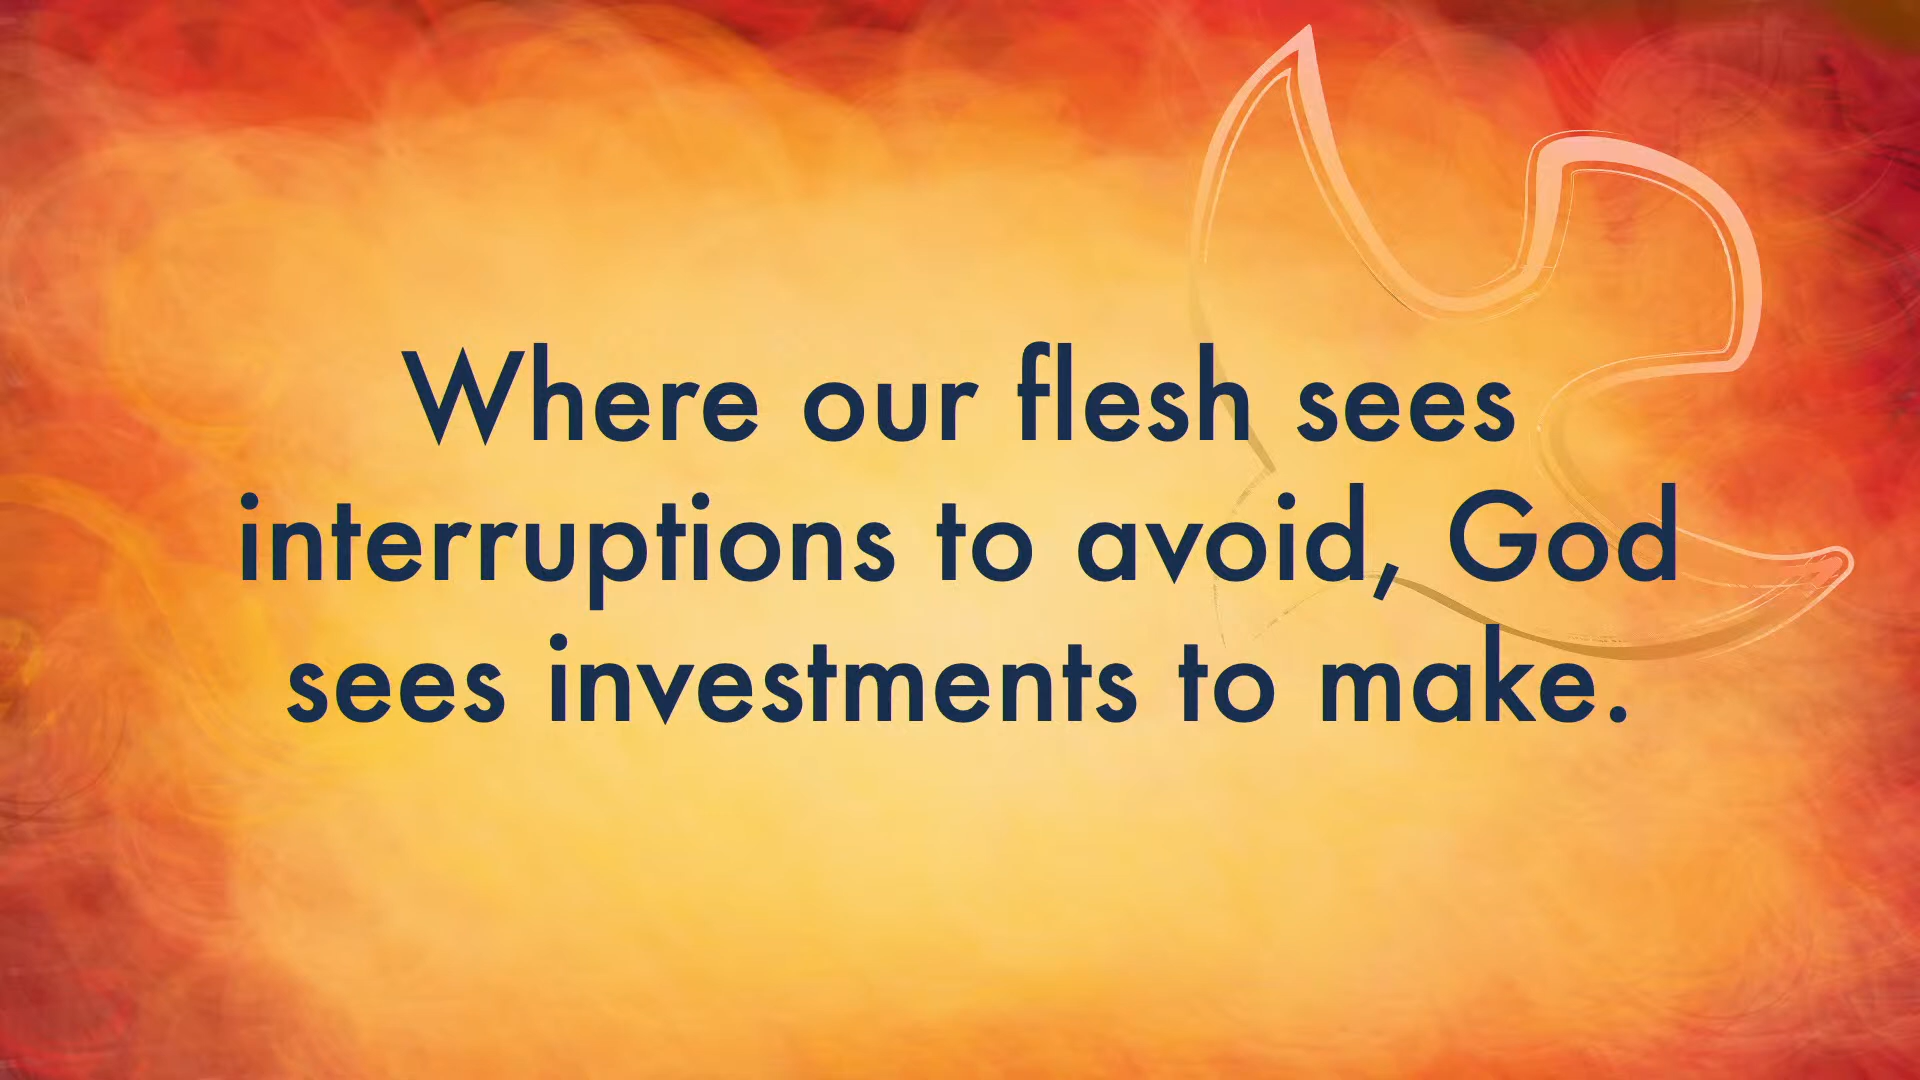 Where our flesh sees
interruptions to avoid, God
sees investments to make.